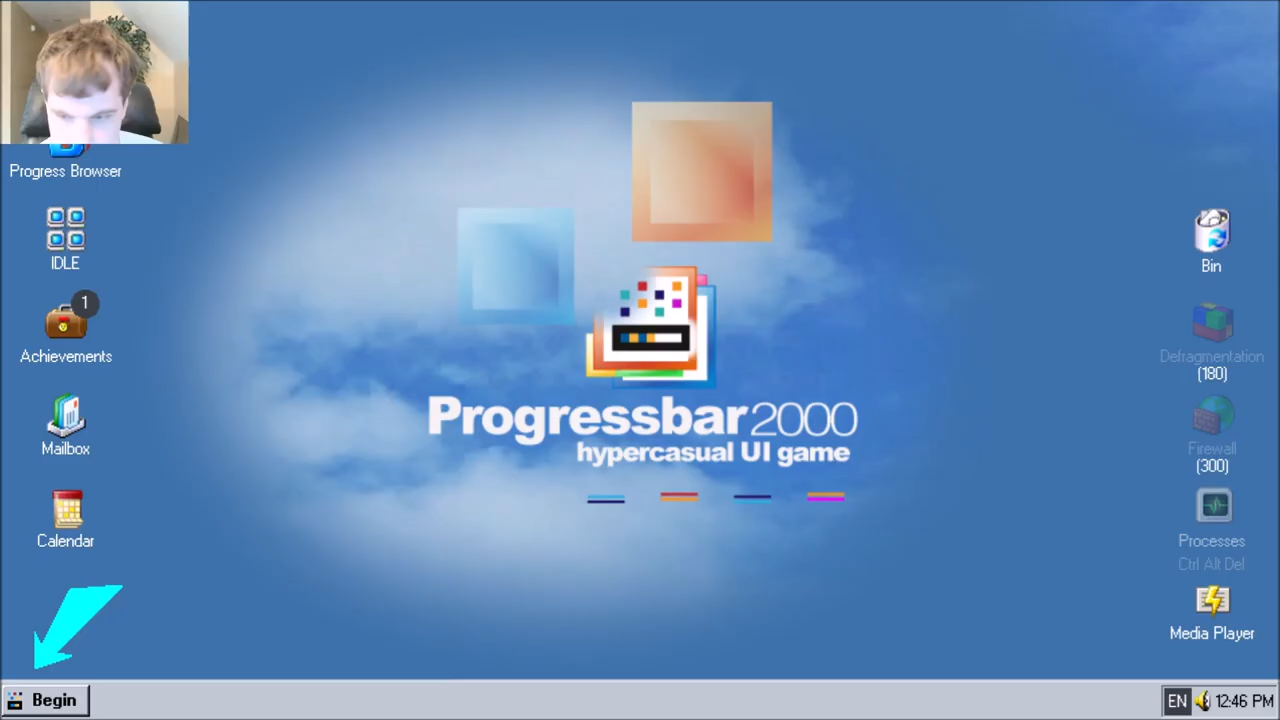 Progress Browser
IDLE
1
Achievements
Mailbox
Calendar
Progressbar2000
hypercasual UI game
Bin
Defragmentation
(180)
Firewall
(300)
Processes
Ctrl Alt Del
Media Player
Begin
EN
12:46 PM